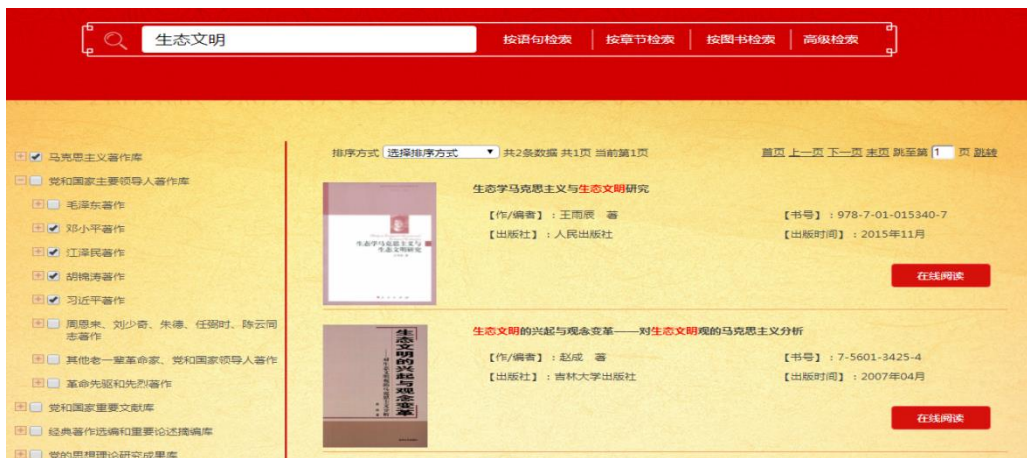 生态文明
按语句检索
按章节检索
按图书检索
高级检索
马克思主义著作库
党和国家主要领导人著作库
毛泽东著作
邓小平著作
江泽民著作
胡锦涛著作
习近平著作
周恩来、刘少奇、朱德、任弼时、陈云同
志著作
其他老一辈革命家、党和国家领导人著作
革命先驱和先烈著作
党和国家重要文献库
经典著作选编和重要论述摘编库
党的思想理论研究成果库
排序方式 选择排序方式 共2条数据 共1页 当前第1页
首页 上一页 下一页 末页 跳至第 1 页 跳转
生态学马克思主义与
生态文明研究
生态学马克思主义与生态文明研究
【作/编者】:王雨辰 著
【书号】:978-7-01-015340-7
【出版社】:人民出版社
【出版时间】:2015年11月
在线阅读
生态文明的兴起与观念变革
生态文明的兴起与观念变革——对生态文明观的马克思主义分析
【作/编者】:赵成 著
【书号】:7-5601-3425-4
【出版社】:吉林大学出版社
【出版时间】:2007年04月
在线阅读